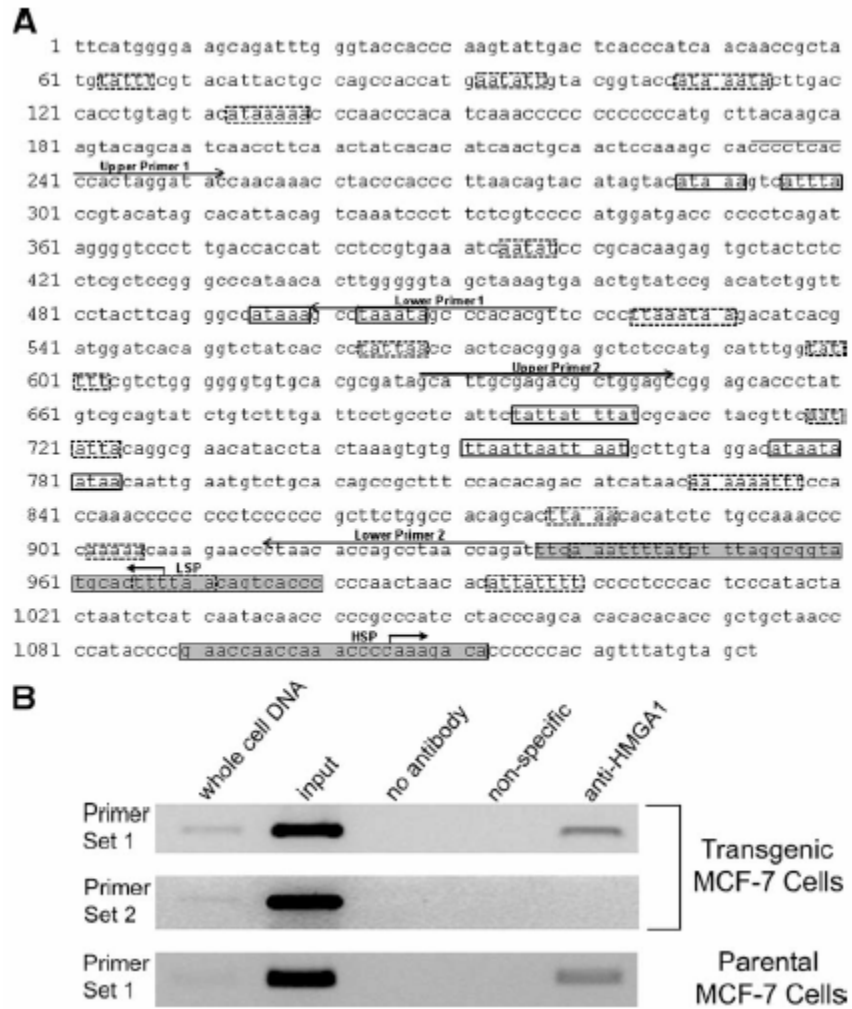 A
1 ttcatgggga agcagatttg ggtaccaccc aagtattgac tcacccatca acaaccgcta
61 tgtatttcgt acattactgc cagccaccat gaatattgta cggtaccata aatacttgac
121 cacctgtagt acataaaaac ccaacccaca tcaaaccccc ccccccatg cttacaagca
181 agtacagcaa tcaaccttca actatcacac atcaactgca actccaaagc cacccctcac
Upper Primer 1
241 ccactaggat accaacaaac ctacccaccc ttaacagtac atagtacata aagtcattta
301 ccgtacatag cacattacag tcaaatccct tctcgtcccc atggatgacc cccctcagat
361 aggggtccct tgaccaccat cctccgtgaa atcaatatcc cgcacaagag tgctactctc
421 ctcgctccgg gcccataaca cttgggggta gctaaagtga actgtatccg acatctggtt
Lower Primer1
481 cctacttcag ggccataaag cctaaatagc ccacacgttc cccttaaata agacatcacg
541 atggatcaca ggtctatcac cctattaacc actcacggga gctctccatg catttggtat
Upper Primer2
601 tttcgtctgg ggggtgtgca cgcgatagca ttgcgagacg ctggagccgg agcaccctat
661 gtcgcagtat ctgtctttga ttcctgcctc attctattat ttatcgcacc tacgttcaat
721 attacaggcg aacataccta ctaaagtgtg ttaattaatt aatgcttgta ggacataata
781 ataacaattg aatgtctgca cagccgcttt ccacacagac atcataacaa aaaatttcca
841 ccaaaccccc ccctcccccc gcttctggcc acagcactta aacacatctc tgccaaaccc
Lower Primer 2
901 caaaaacaaa gaaccctaac accagcctaa ccagatttca aattttatct tttaggcggta
LSP
961 tgcactttta acagtcaccc cccaactaac acattatttt cccctcccac tcccatacta
1021 ctaatctcat caatacaacc cccgcccatc ctacccagca cacacacacc gctgctaacc
HSP
1081 ccataccccg aaccaaccaa accccaaaga cacccccccac agtttatgta gct
B
whole cell DNA input no antibody non-specific anti-HMGA1
Primer Set 1
Primer Set 2
Transgenic MCF-7 Cells
Primer Set 1
Parental MCF-7 Cells